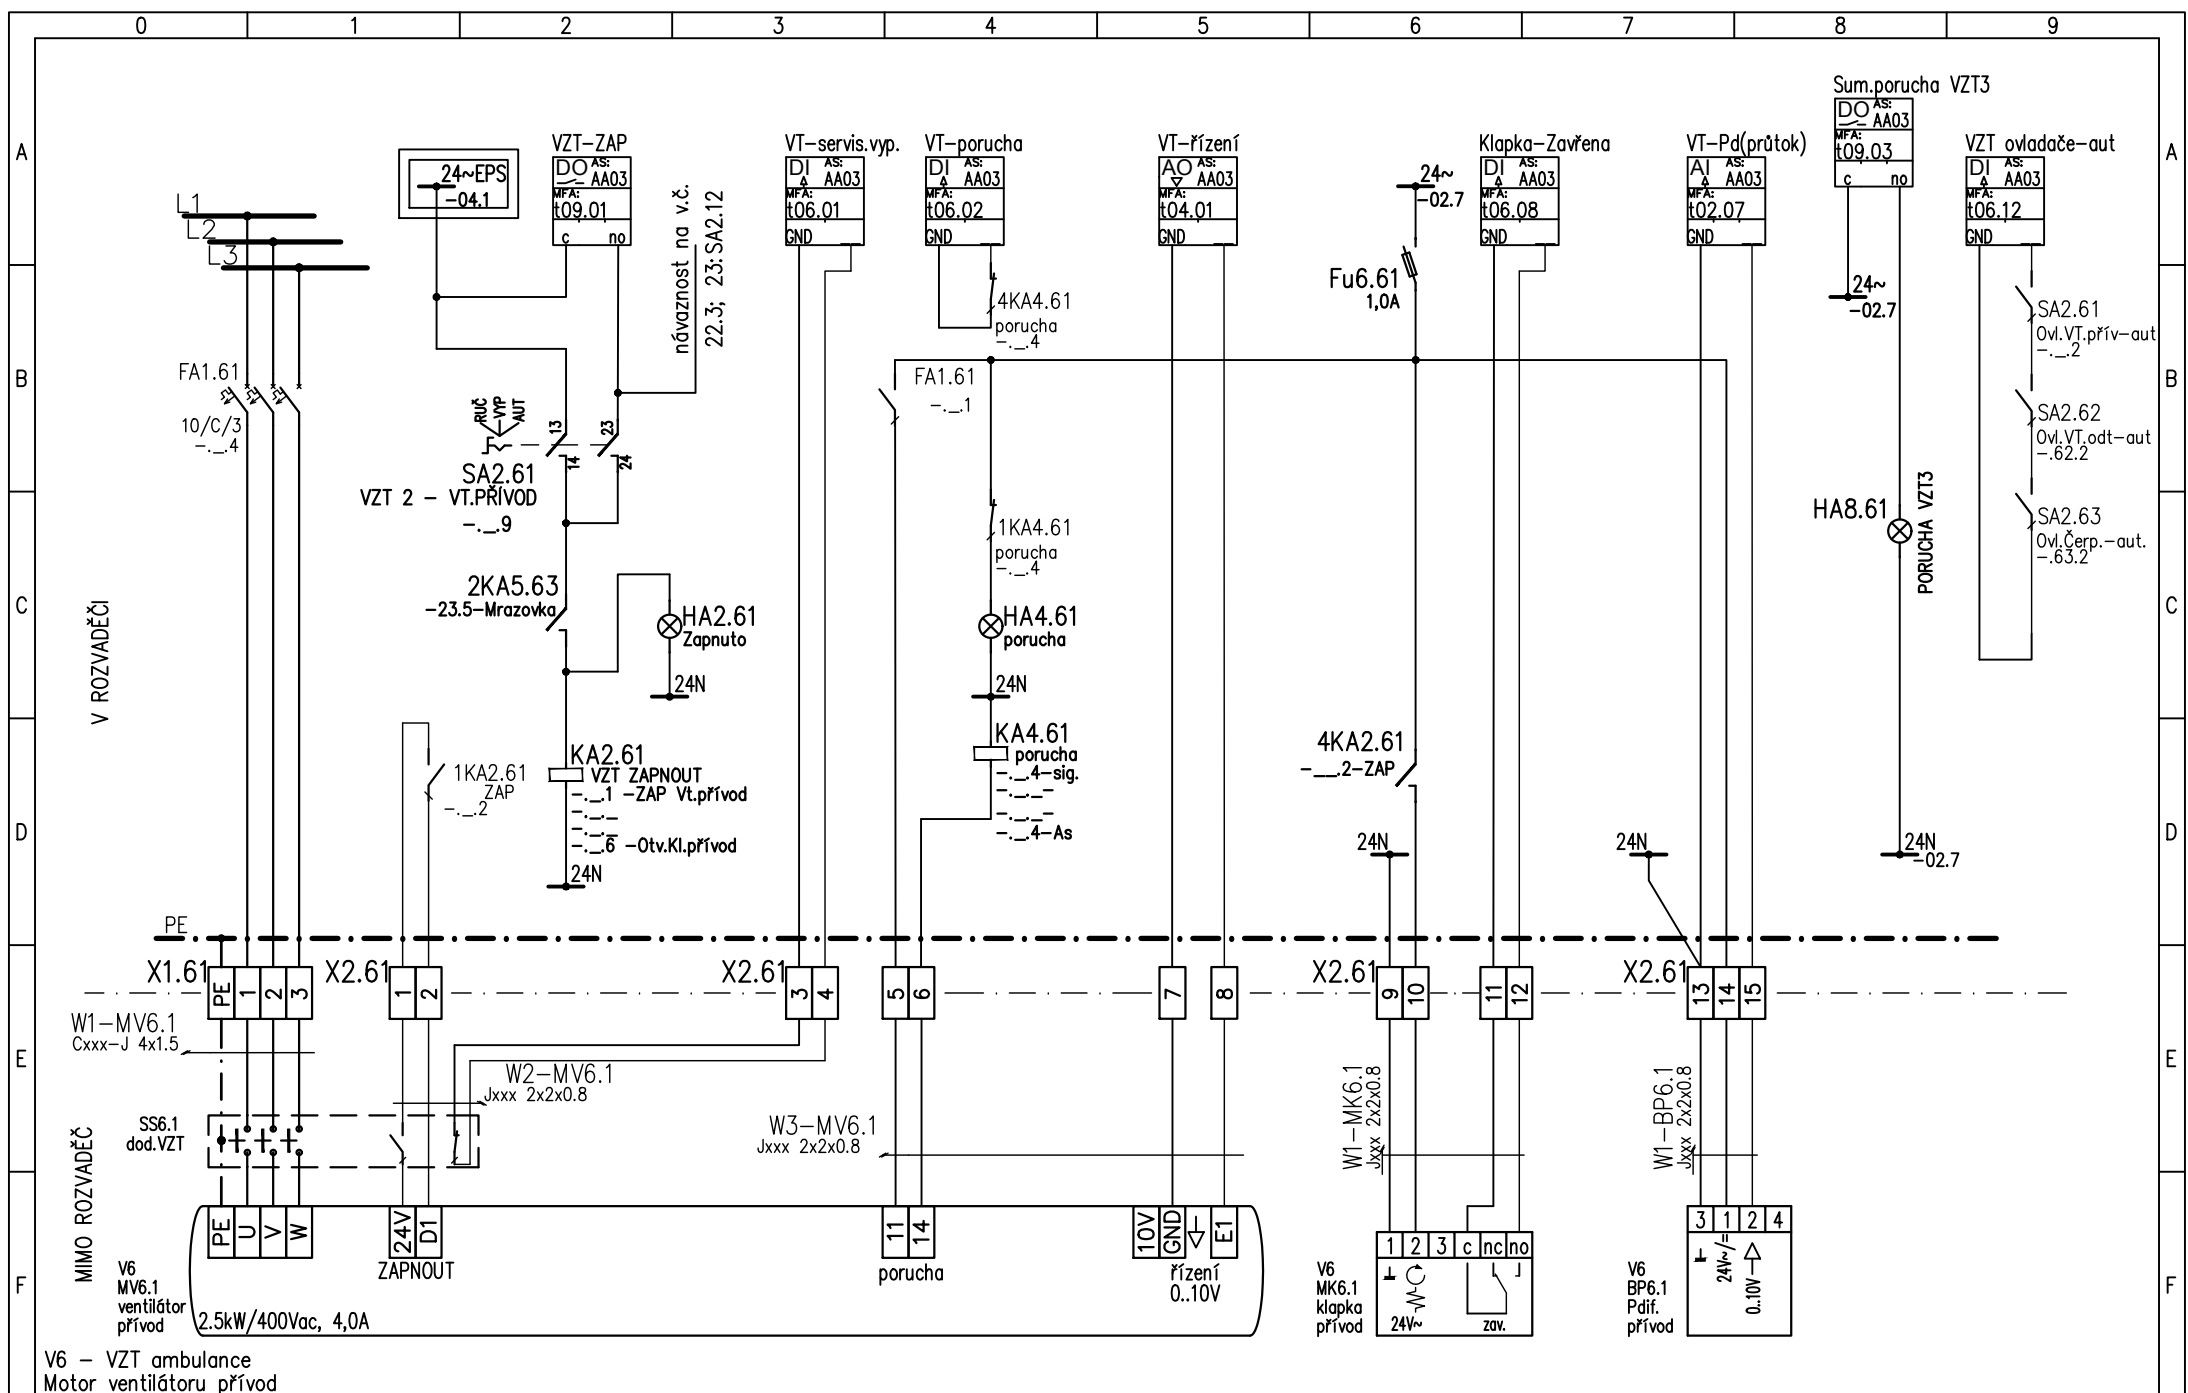 0 1 2 3 4 5 6 7 8 9
A
L1
L2
L3
24~EPS
-04.1
VZT-ZAP
DO AS:
AA03
MFA:
t09.01
c no
návaznost na v.č.
22.3; 23:SA2.12
VT-servis.vyp.
DI AS:
AA03
MFA:
t06.01
GND
VT-porucha
DI AS:
AA03
MFA:
t06.02
GND
VT-řízení
AO AS:
AA03
MFA:
t04.01
GND
24~
-02.7
Klapka-Zavřena
DI AS:
AA03
MFA:
t06.08
GND
VT-Pd(průtok)
AI AS:
AA03
MFA:
t02.07
GND
Sum.porucha VZT3
DO AS:
AA03
MFA:
t09.03
c no
VZT ovladače-aut
DI AS:
AA03
MFA:
t06.12
GND
A
B
FA1.61
10/C/3
-._.4
RUČ
VYP
AUT
13
14
23
24
SA2.61
VZT 2 - VT.PŘÍVOD
-._.9
4KA4.61
porucha
-._.4
FA1.61
-._.1
Fu6.61
1,0A
24~
-02.7
SA2.61
Ovl.VT.přív-aut
-._.2
SA2.62
Ovl.VT.odt-aut
-.62.2
B
C
V ROZVADĚČI
2KA5.63
-23.5-Mrazovka
HA2.61
Zapnuto
24N
1KA4.61
porucha
-._.4
HA4.61
porucha
24N
HA8.61
PORUCHA VZT3
SA2.63
Ovl.Čerp.-aut.
-.63.2
C
D
1KA2.61
ZAP
-._.2
KA2.61
VZT ZAPNOUT
-._.1 -ZAP Vt.přívod
-._._
-._._
-._.6 -Otv.Kl.přívod
24N
KA4.61
porucha
-._.4-sig.
-._._-
-._._-
-._.4-As
4KA2.61
-.__.2-ZAP
24N
24N
24N
-02.7
D
PE
X1.61 PE 1 2 3
X2.61 1 2
X2.61 3 4
5 6
7 8
X2.61 9 10
11 12
X2.61 13 14 15
E
W1-MV6.1
Cxxx-J 4x1.5
W2-MV6.1
Jxxx 2x2x0.8
W3-MV6.1
Jxxx 2x2x0.8
W1-MK6.1
Jxxx 2x2x0.8
W1-BP6.1
Jxxx 2x2x0.8
E
SS6.1
dod.VZT
MIMO ROZVADĚČ
F
PE U V W
24V D1
ZAPNOUT
11 14
porucha
10V GND E1
řízení
0..10V
V6
MV6.1
ventilátor
přívod
2.5kW/400Vac, 4,0A
V6
MK6.1
klapka
přívod
1 2 3 c nc no
24V~
zav.
V6
BP6.1
Pdif.
přívod
3 1 2 4
24V~/=
0..10V
F
V6 - VZT ambulance
Motor ventilátoru přívod